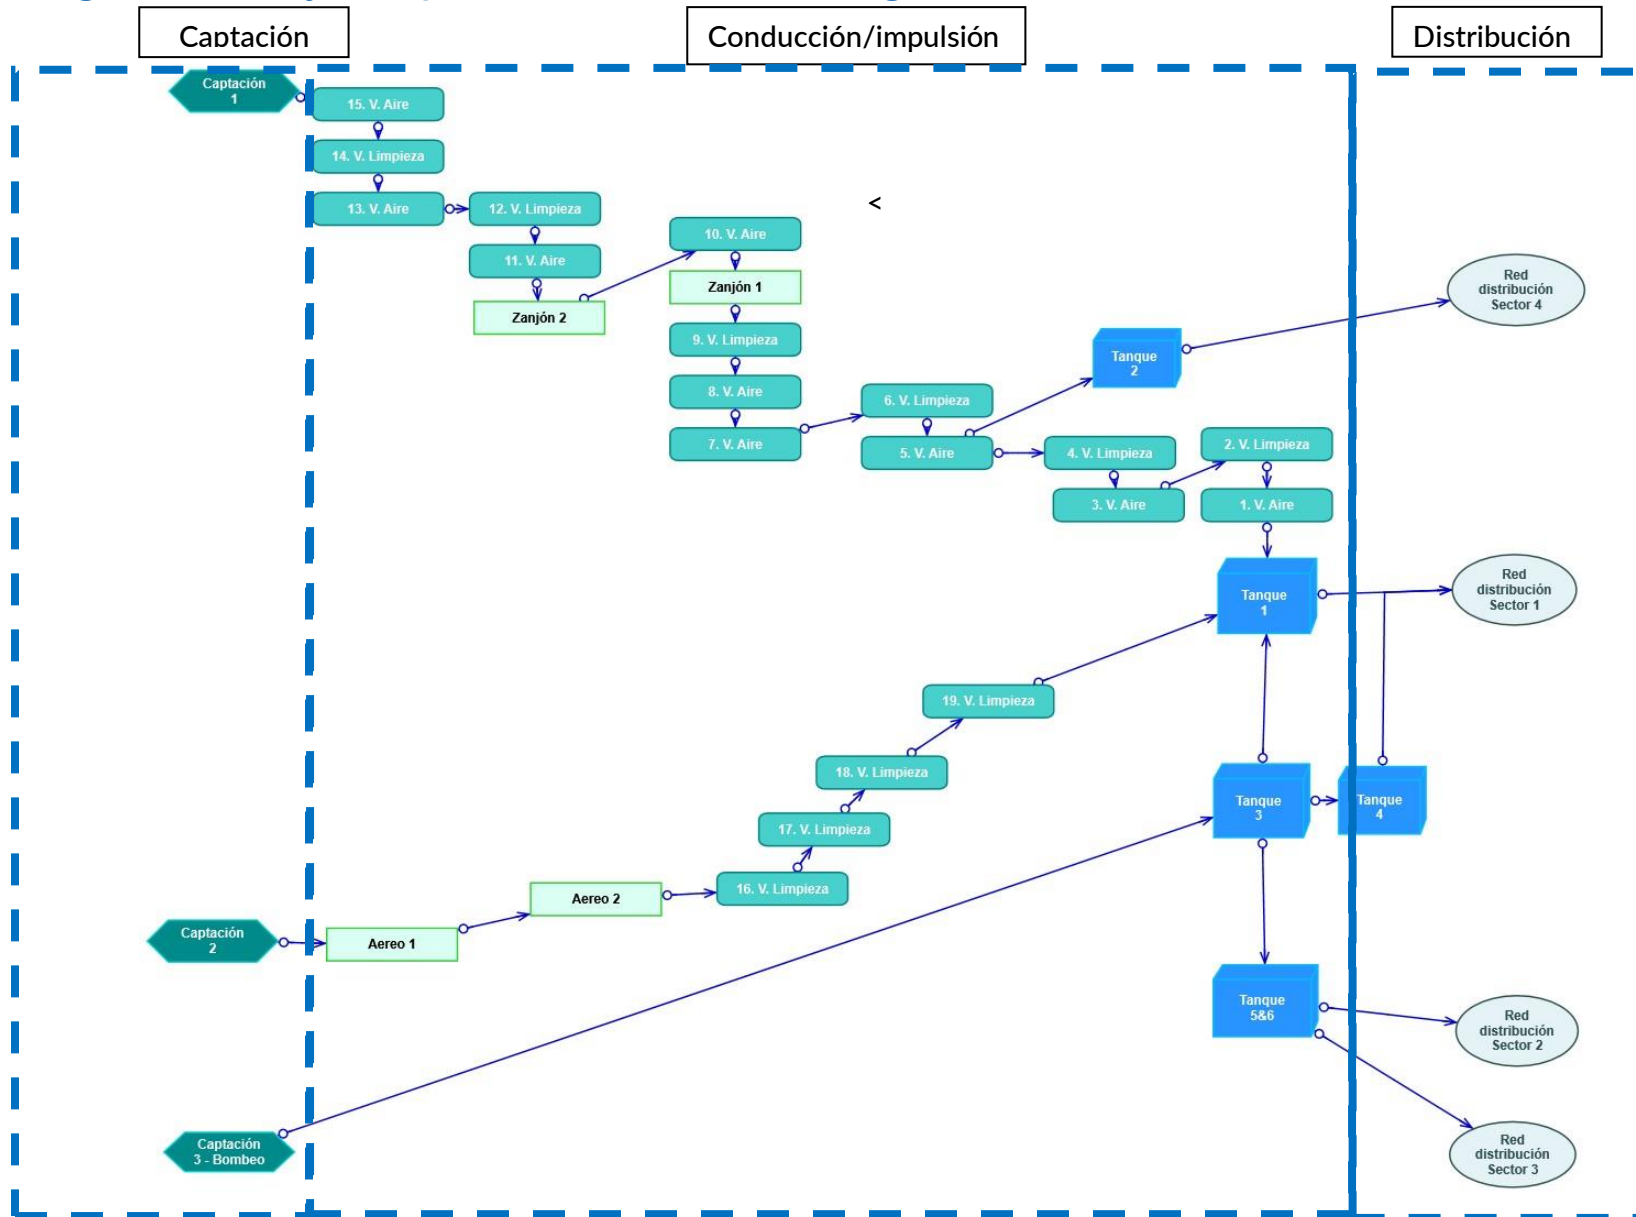 Captación
Conducción/impulsión
Distribución
Captación
1
15. V. Aire
14. V. Limpieza
13. V. Aire
12. V. Limpieza
11. V. Aire
Zanjón 2
<
10. V. Aire
Zanjón 1
9. V. Limpieza
8. V. Aire
7. V. Aire
6. V. Limpieza
5. V. Aire
4. V. Limpieza
3. V. Aire
2. V. Limpieza
1. V. Aire
Tanque
2
Red
distribución
Sector 4
Tanque
1
Red
distribución
Sector 1
19. V. Limpieza
18. V. Limpieza
17. V. Limpieza
16. V. Limpieza
Tanque
3
Tanque
4
Aereo 2
Aereo 1
Captación
2
Tanque
5&6
Red
distribución
Sector 2
Captación
3 - Bombeo
Red
distribución
Sector 3